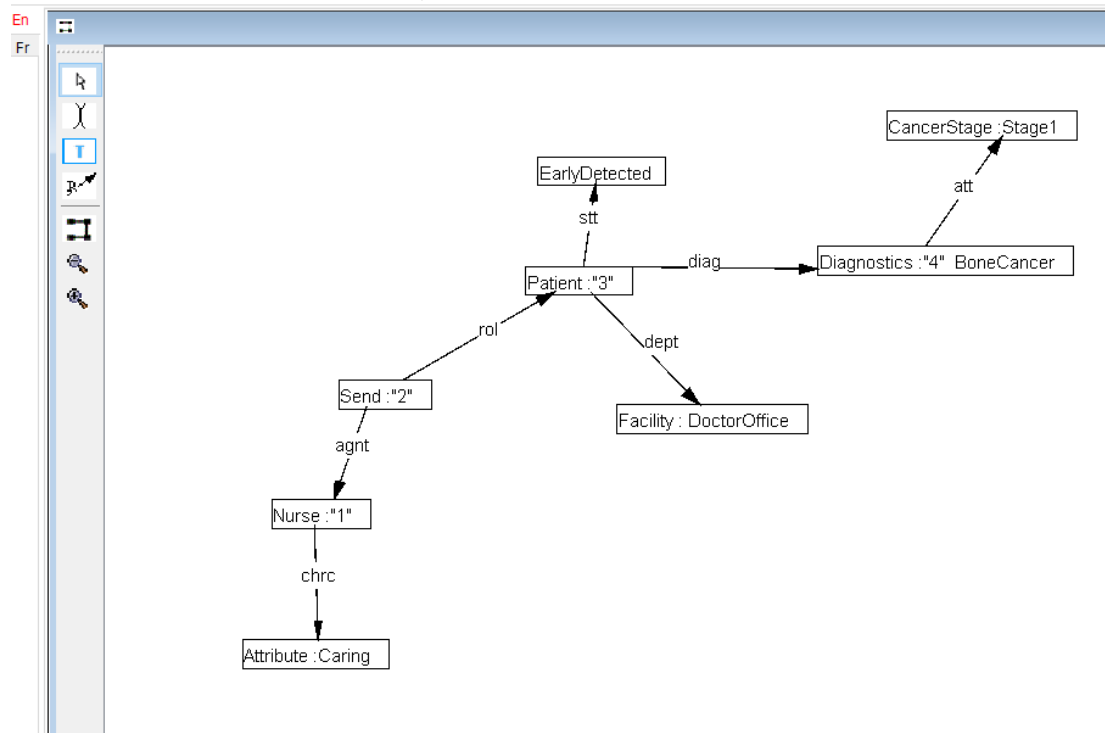 En
Fr
T
CancerStage :Stage1
EarlyDetected
att
stt
diag
Diagnostics :"4"  BoneCancer
Patient :"3"
rol
dept
Send :"2"
Facility : DoctorOffice
agnt
Nurse :"1"
chrc
Attribute :Caring